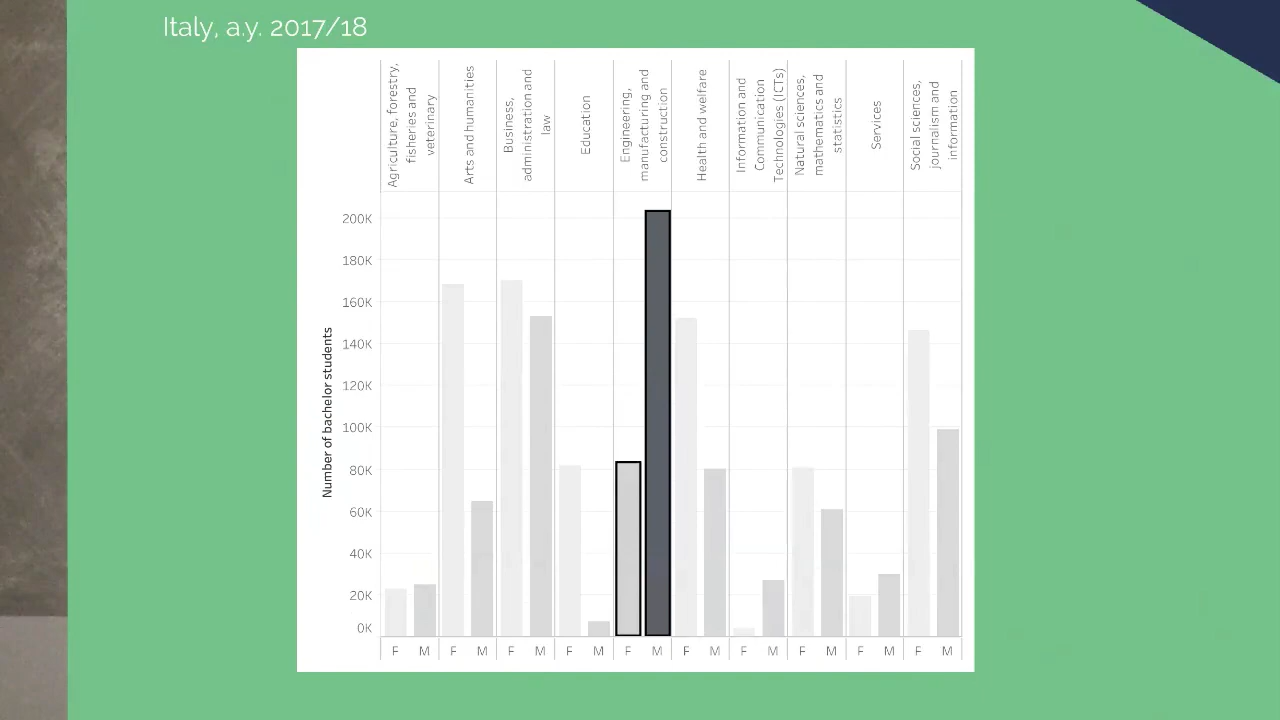 Italy, a.y. 2017/18
Agriculture, forestry,
fisheries and
veterinary
Arts and humanities
Business,
administration and
law
Education
Engineering,
manufacturing and
construction
Health and welfare
Information and
Communication
Technologies (ICTs)
Natural sciences,
mathematics and
statistics
Services
Social sciences,
journalism and
information
Number of bachelor students
200K
180K
160K
140K
120K
100K
80K
60K
40K
20K
0K
F M F M F M F M F M F M F M F M F M F M